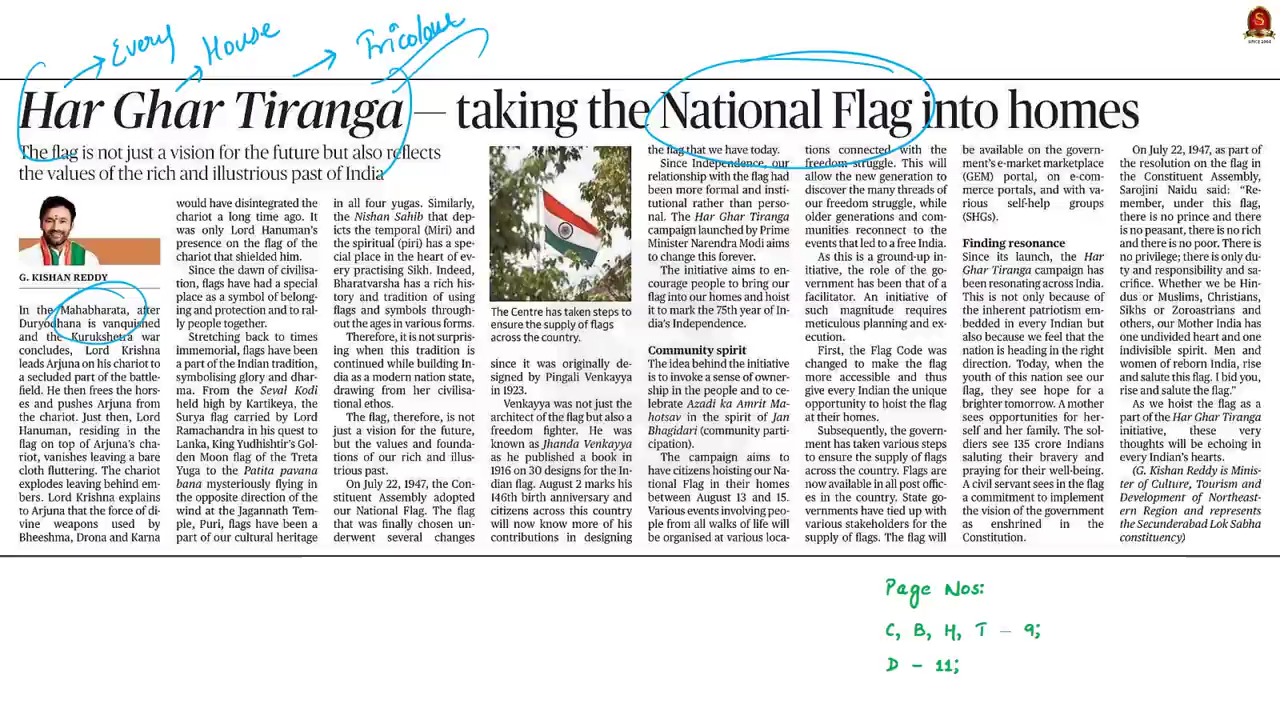 Every House Tricolour
Har Ghar Tiranga — taking the National Flag into homes
The flag is not just a vision for the future but also reflects
the values of the rich and illustrious past of India
G. KISHAN REDDY
In the Mahabharata, after
Duryodhana is vanquished
and the Kurukshetra war
concludes, Lord Krishna
leads Arjuna on his chariot to
a secluded part of the battle-
field. He then frees the hors-
es and pushes Arjuna from
the chariot. Just then, Lord
Hanuman, residing in the
flag on top of Arjuna's cha-
riot, vanishes leaving a bare
cloth fluttering. The chariot
explodes leaving behind em-
bers. Lord Krishna explains
to Arjuna that the force of di-
vine weapons used by
Bheeshma, Drona and Karna
would have disintegrated the
chariot a long time ago. It
was only Lord Hanuman's
presence on the flag of the
chariot that shielded him.
Since the dawn of civilisa-
tion, flags have had a special
place as a symbol of belong-
ing and protection and to ral-
ly people together.
Stretching back to times
immemorial, flags have been
a part of the Indian tradition,
symbolising glory and dhar-
ma. From the Seval Kodi
held high by Kartikeya, the
Surya flag carried by Lord
Ramachandra in his quest to
Lanka, King Yudhishtir's Gol-
den Moon flag of the Treta
Yuga to the Patita pavana
bana mysteriously flying in
the opposite direction of the
wind at the Jagannath Tem-
ple, Puri, flags have been a
part of our cultural heritage
in all four yugas. Similarly,
the Nishan Sahib that dep-
icts the temporal (Miri) and
the spiritual (piri) has a spe-
cial place in the heart of ev-
ery practising Sikh. Indeed,
Bharatvarsha has a rich his-
tory and tradition of using
flags and symbols through-
out the ages in various forms.
Therefore, it is not surpris-
ing when this tradition is
continued while building In-
dia as a modern nation state,
drawing from her civilisa-
tional ethos.
The flag, therefore, is not
just a vision for the future,
but the values and founda-
tions of our rich and illus-
trious past.
On July 22, 1947, the Con-
stituent Assembly adopted
our National Flag. The flag
that was finally chosen un-
derwent several changes
The Centre has taken steps to
ensure the supply of flags
across the country.
since it was originally de-
signed by Pingali Venkayya
in 1923.
Venkayya was not just the
architect of the flag but also a
freedom fighter. He was
known as Jhanda Venkayya
as he published a book in
1916 on 30 designs for the In-
dian flag. August 2 marks his
146th birth anniversary and
citizens across this country
will now know more of his
contributions in designing
the flag that we have today.
Since Independence, our
relationship with the flag had
been more formal and insti-
tutional rather than perso-
nal. The Har Ghar Tiranga
campaign launched by Prime
Minister Narendra Modi aims
to change this forever.
The initiative aims to en-
courage people to bring our
flag into our homes and hoist
it to mark the 75th year of In-
dia's Independence.
Community spirit
The idea behind the initiative
is to invoke a sense of owner-
ship in the people and to ce-
lebrate Azadi ka Amrit Ma-
hotsav in the spirit of Jan
Bhagidari (community parti-
cipation).
The campaign aims to
have citizens hoisting our Na-
tional Flag in their homes
between August 13 and 15.
Various events involving peo-
ple from all walks of life will
be organised at various loca-
tions connected with the
freedom struggle. This will
allow the new generation to
discover the many threads of
our freedom struggle, while
older generations and com-
munities reconnect to the
events that led to a free India.
As this is a ground-up in-
itiative, the role of the go-
vernment has been that of a
facilitator. An initiative of
such magnitude requires
meticulous planning and ex-
ecution.
First, the Flag Code was
changed to make the flag
more accessible and thus
give every Indian the unique
opportunity to hoist the flag
at their homes.
Subsequently, the govern-
ment has taken various steps
to ensure the supply of flags
across the country. Flags are
now available in all post offic-
es in the country. State go-
vernments have tied up with
various stakeholders for the
supply of flags. The flag will
be available on the govern-
ment's e-market marketplace
(GEM) portal, on e-com-
merce portals, and with va-
rious self-help groups
(SHGs).
Finding resonance
Since its launch, the Har
Ghar Tiranga campaign has
been resonating across India.
This is not only because of
the inherent patriotism em-
bedded in every Indian but
also because we feel that the
nation is heading in the right
direction. Today, when the
youth of this nation see our
flag, they see hope for a
brighter tomorrow. A mother
sees opportunities for her-
self and her family. The sol-
diers see 135 crore Indians
saluting their bravery and
praying for their well-being.
A civil servant sees in the flag
a commitment to implement
the vision of the government
as enshrined in the
Constitution.
On July 22, 1947, as part of
the resolution on the flag in
the Constituent Assembly,
Sarojini Naidu said: "Re-
member, under this flag,
there is no prince and there
is no peasant, there is no rich
and there is no poor. There is
no privilege; there is only du-
ty and responsibility and sa-
crifice. Whether we be Hin-
dus or Muslims, Christians,
Sikhs or Zoroastrians and
others, our Mother India has
one undivided heart and one
indivisible spirit. Men and
women of reborn India, rise
and salute this flag. I bid you,
rise and salute the flag."
As we hoist the flag as a
part of the Har Ghar Tiranga
initiative, these very
thoughts will be echoing in
every Indian's hearts.
(G. Kishan Reddy is Minis-
ter of Culture, Tourism and
Development of Northeast-
ern Region and represents
the Secunderabad Lok Sabha
constituency)
Page Nos:
C, B, H, T – 9;
D – 11;